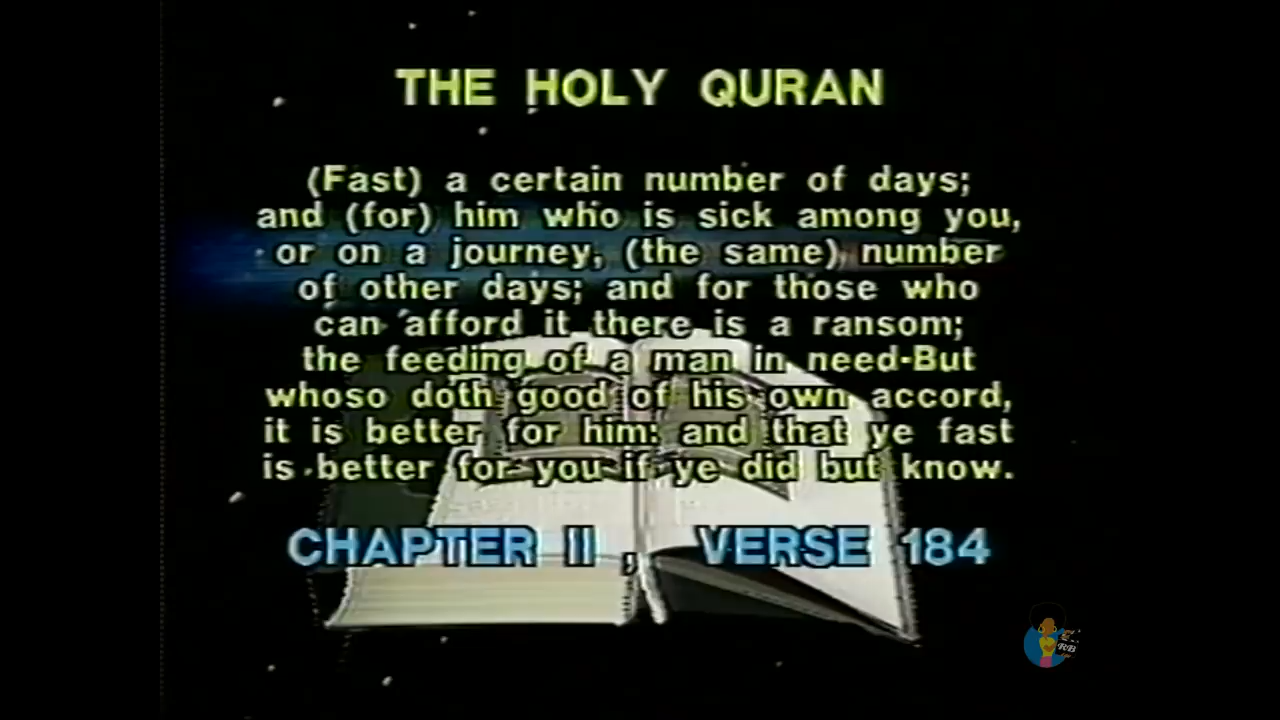 THE HOLY QURAN
(Fast) a certain number of days;
and (for) him who is sick among you,
or on a journey, (the same) number
of other days; and for those who
can afford it there is a ransom;
the feeding of a man in need-But
whoso doth good of his own accord,
it is better for him: and that ye fast
is better for you if ye did but know.
CHAPTER II, VERSE 184
RB